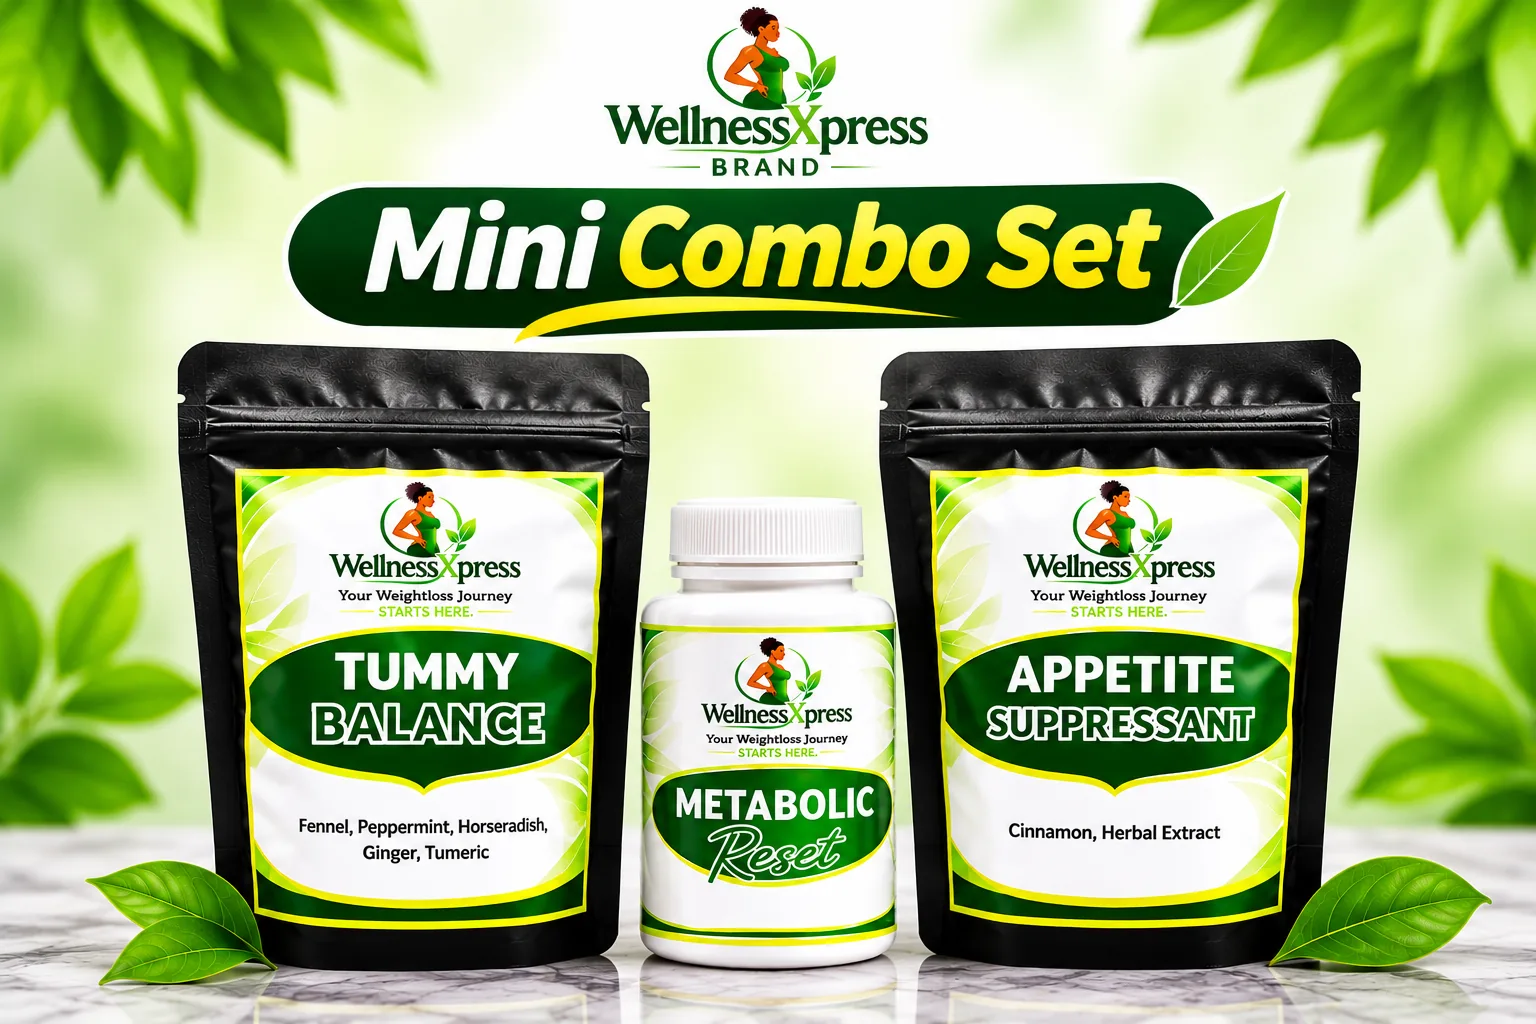 WellnessXpress
BRAND
Mini Combo Set
WellnessXpress
Your Weightloss Journey
STARTS HERE.
TUMMY
BALANCE
Fennel, Peppermint, Horseradish,
Ginger, Tumeric
WellnessXpress
Your Weightloss Journey
STARTS HERE.
METABOLIC
Reset
WellnessXpress
Your Weightloss Journey
STARTS HERE.
APPETITE
SUPPRESSANT
Cinnamon, Herbal Extract